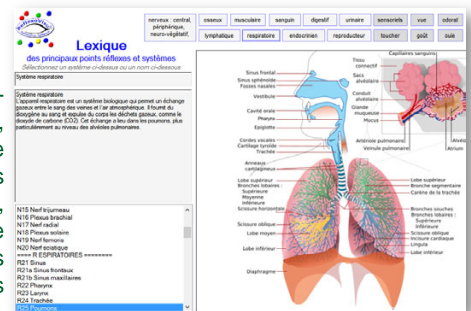 Lexique
des principaux points réflexes et systèmes
Sélectionnez un système ci-dessus ou un nom ci-dessous
Système respiratoire
Système respiratoire
L'appareil respiratoire est un système biologique qui permet un échange
gazeux entre le sang des veines et l'air atmosphérique. Il fournit du
dioxygène au sang et expulse du corps les déchets gazeux, comme le
dioxyde de carbone (CO2). Cet échange a lieu dans les poumons, plus
particulièrement au niveau des alvéoles pulmonaires.
N15 Nerf trijumeau
N16 Plexus brachial
N17 Nerf radial
N18 Plexus solaire
N19 Nerf femoris
N20 Nerf sciatique
==== R ESPIRATOIRES ========
R21 Sinus
R21a Sinus frontaux
R21b Sinus maxillaires
R22 Pharynx
R23 Larynx
R24 Trachée
R25 Poumons
nerveux : central,
périphérique,
neuro-végétatif,
osseux
musculaire
sanguin
digestif
urinaire
sensoriels
vue
odorat
lymphatique
respiratoire
endocrinien
reproducteur
toucher
goût
ouie
Sinus frontal
Sinus sphénoïde
Fosses nasales
Vestibule
Cavité orale
Pharynx
Epiglotte
Cordes vocales
Cartilage tyroïde
Trachée
Anneaux
cartilagineux
Lobe supérieur
Bronches lobaires :
Supérieure
Moyenne
Inférieure
Scissure horizontale
Scissure oblique
Lobe moyen
Lobe inférieur
Diaphragme
Capillaires sanguins
Tissu
connectif
Sacs
alvéolaire
Conduit
alvéolaire
Glande
muqueuse
Mucus
Artériole pulmonaire
Veinule pulmonaire
Alvéo
Atri
Lobe supérieur
Bronche segmentaire
Carène de la trachée
Bronches souches
Bronches lobaires :
Supérieure
Inférieure
Scissure oblique
Incisure cardiaque
Lingula
Lobe inférieur